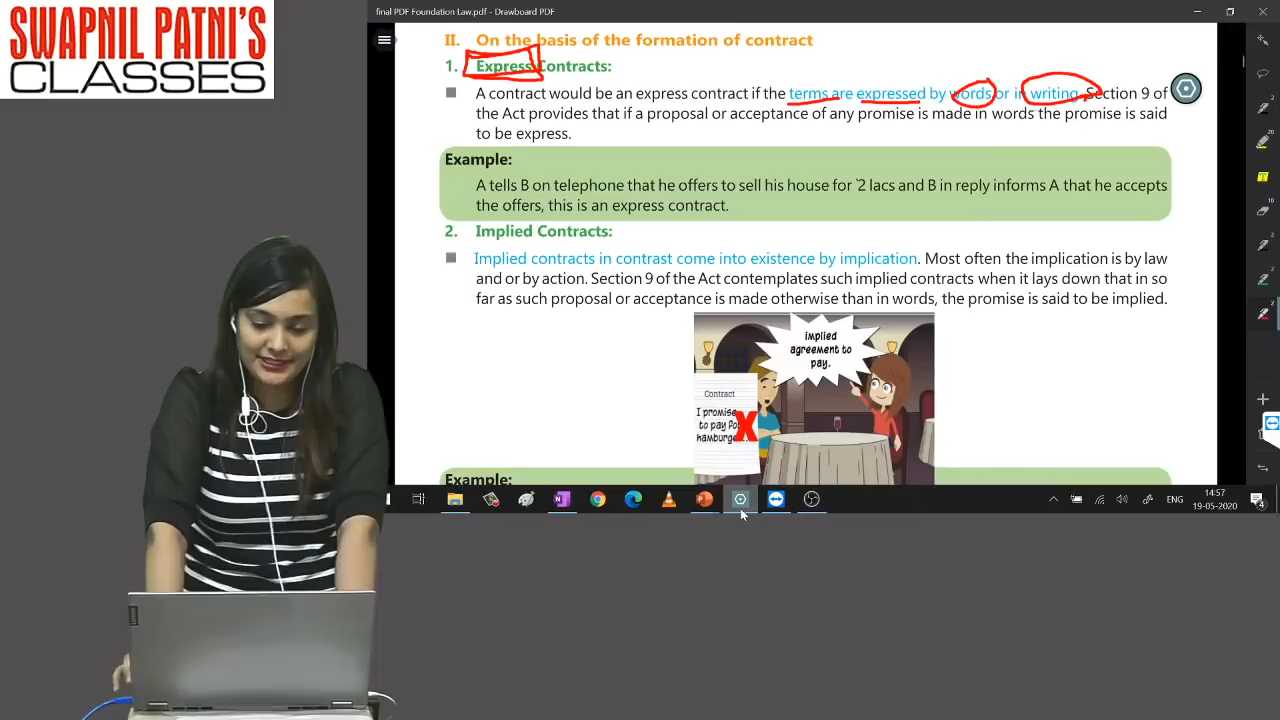 SWAPNIL PATNI'S
CLASSES
final PDF Foundation Law.pdf - Drawboard PDF
II. On the basis of the formation of contract
1. Express Contracts:
A contract would be an express contract if the terms are expressed by words or in writing. Section 9 of
the Act provides that if a proposal or acceptance of any promise is made in words the promise is said
to be express.
Example:
A tells B on telephone that he offers to sell his house for `2 lacs and B in reply informs A that he accepts
the offers, this is an express contract.
2. Implied Contracts:
Implied contracts in contrast come into existence by implication. Most often the implication is by law
and or by action. Section 9 of the Act contemplates such implied contracts when it lays down that in so
far as such proposal or acceptance is made otherwise than in words, the promise is said to be implied.
implied
agreement to
pay.
Contract
I promise
to pay for
hamburge
X
Example:
ENG
14:57
19-05-2020
4